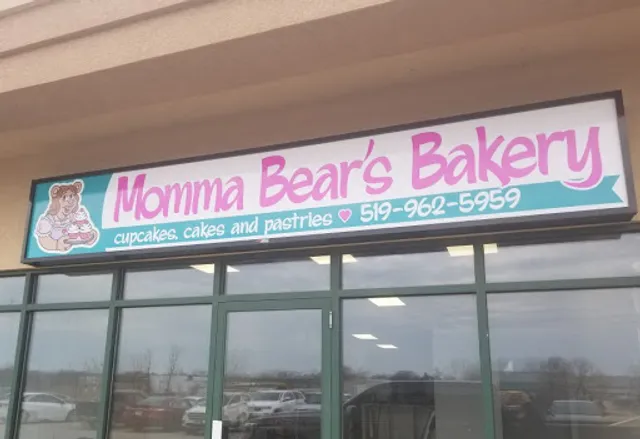 Momma Bear's Bakery
cupcakes, cakes and pastries 519-962-5959